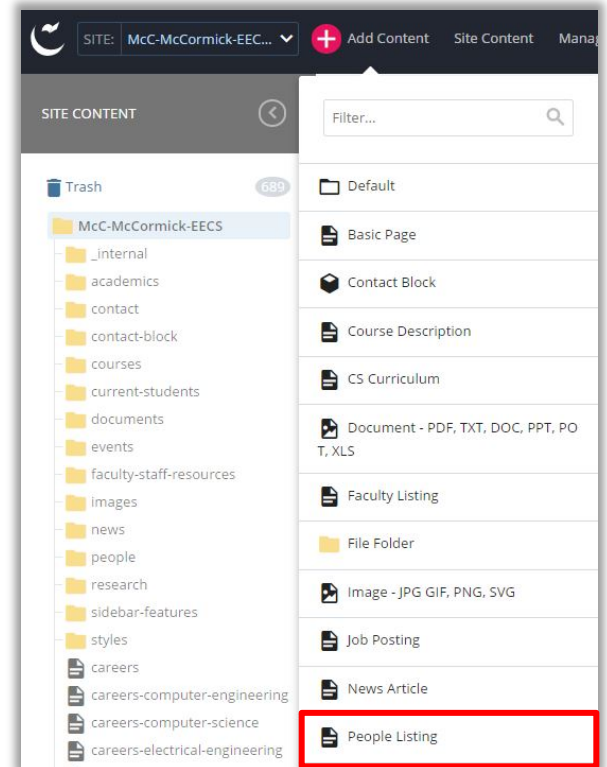 SITE: McC-McCormick-EEC... Add Content Site Content Manag
SITE CONTENT
Trash 689
McC-McCormick-EECS
_internal
academics
contact
contact-block
courses
current-students
documents
events
faculty-staff-resources
images
news
people
research
sidebar-features
styles
careers
careers-computer-engineering
careers-computer-science
careers-electrical-engineering
Filter...
Default
Basic Page
Contact Block
Course Description
CS Curriculum
Document - PDF, TXT, DOC, PPT, PO
T, XLS
Faculty Listing
File Folder
Image - JPG GIF, PNG, SVG
Job Posting
News Article
People Listing